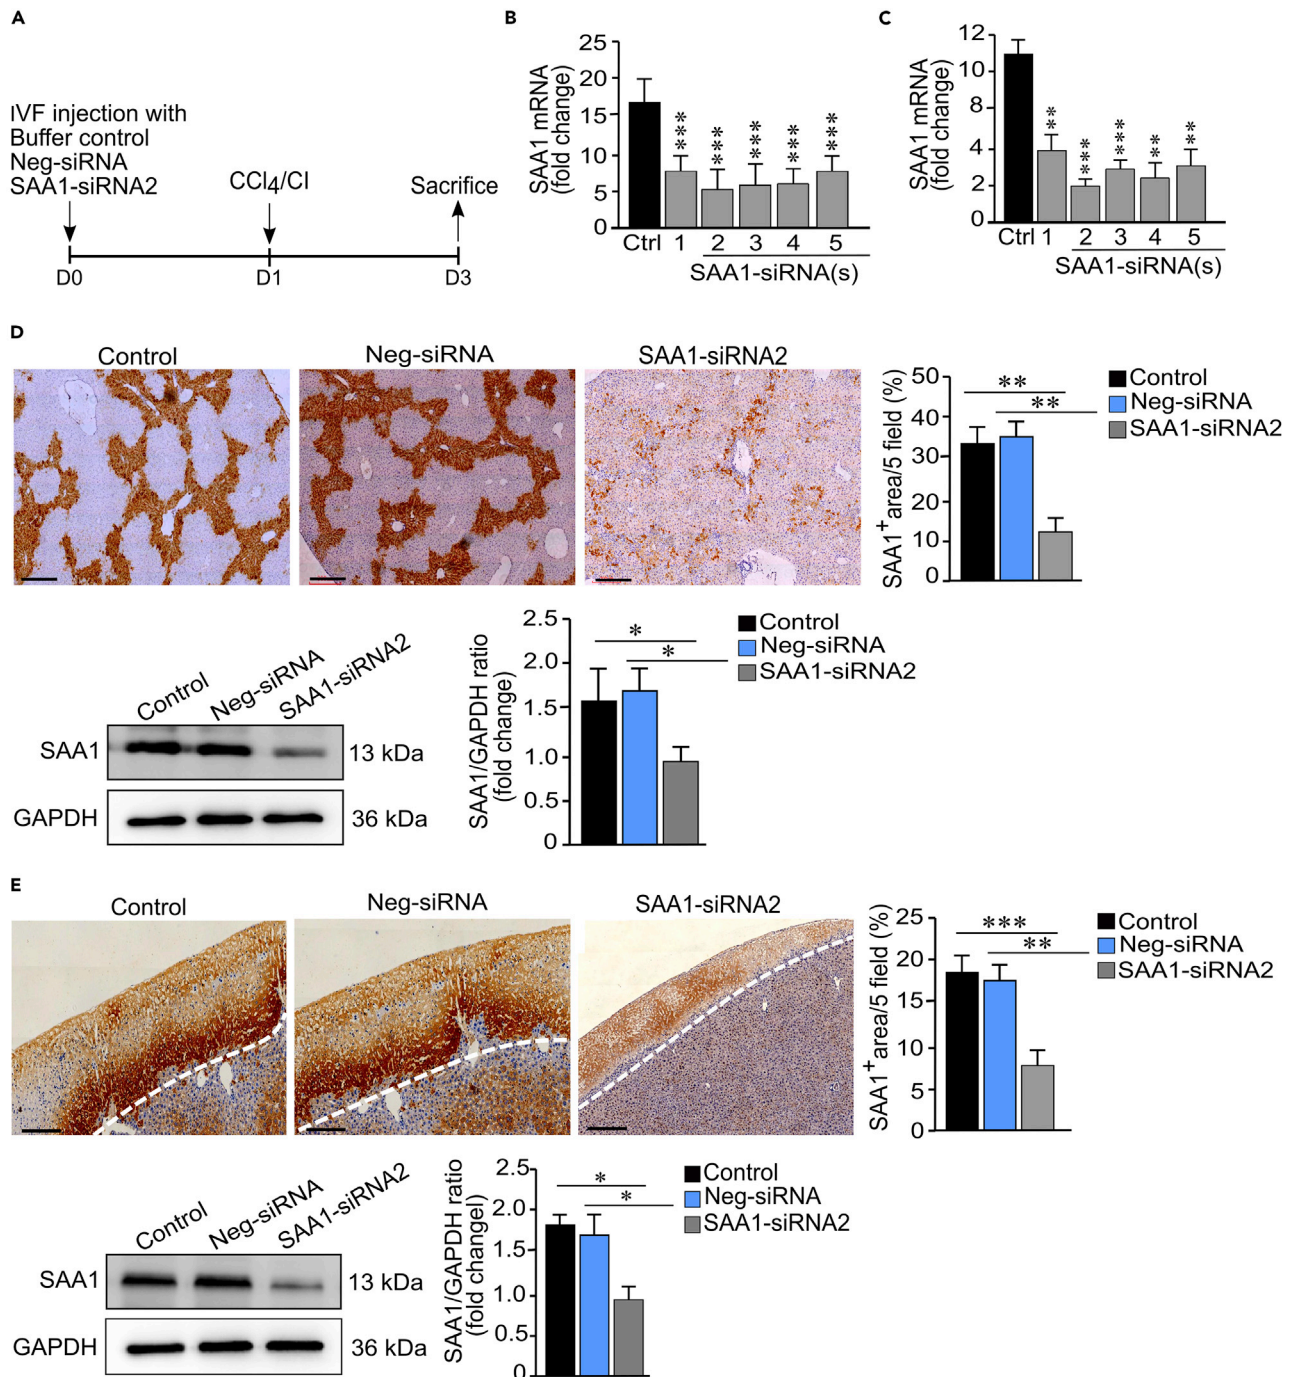 A
IVF injection with
Buffer control
Neg-siRNA
SAA1-siRNA2
CCl4/CI
Sacrifice
D0
D1
D3
B
SAA1 mRNA
(fold change)
25
20
15
10
5
0
***
***
***
***
***
Ctrl 1 2 3 4 5
SAA1-siRNA(s)
C
SAA1 mRNA
(fold change)
12
10
8
4
2
0
**
***
***
**
**
Ctrl 1 2 3 4 5
SAA1-siRNA(s)
D
Control
Neg-siRNA
SAA1-siRNA2
SAA1+area/5 field (%)
50
40
30
20
10
0
**
**
Control
Neg-siRNA
SAA1-siRNA2
Control
Neg-siRNA
SAA1-siRNA2
SAA1
13 kDa
GAPDH
36 kDa
SAA1/GAPDH ratio
(fold change)
2.5
2.0
1.5
1.0
0.5
0
*
*
Control
Neg-siRNA
SAA1-siRNA2
E
Control
Neg-siRNA
SAA1-siRNA2
SAA1+area/5 field (%)
25
20
15
10
5
0
***
**
Control
Neg-siRNA
SAA1-siRNA2
Control
Neg-siRNA
SAA1-siRNA2
SAA1
13 kDa
GAPDH
36 kDa
SAA1/GAPDH ratio
(fold changel)
2.5
2.0
1.5
1.0
0.5
0
*
*
Control
Neg-siRNA
SAA1-siRNA2